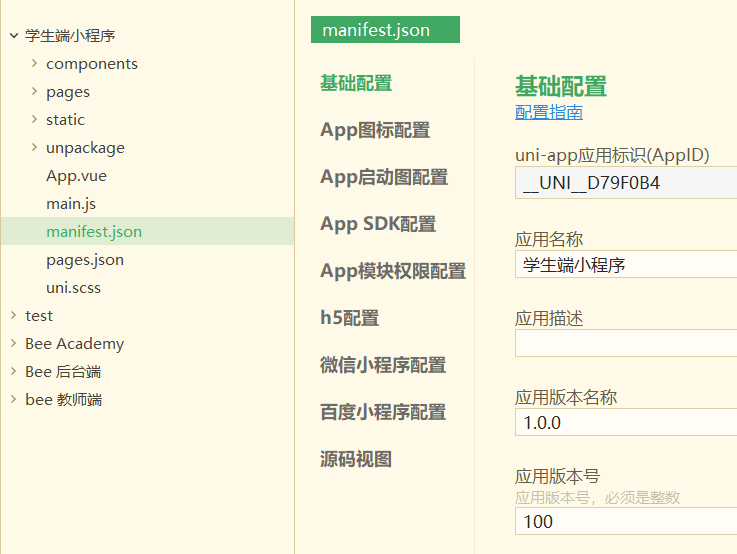 学生端小程序
components
pages
static
unpackage
App.vue
main.js
manifest.json
pages.json
uni.scss
test
Bee Academy
Bee 后台端
bee 教师端
manifest.json
基础配置
App图标配置
App启动图配置
App SDK配置
App模块权限配置
h5配置
微信小程序配置
百度小程序配置
源码视图
基础配置
配置指南
uni-app应用标识(AppID)
__UNI__D79F0B4
应用名称
学生端小程序
应用描述
应用版本名称
1.0.0
应用版本号
应用版本号，必须是整数
100